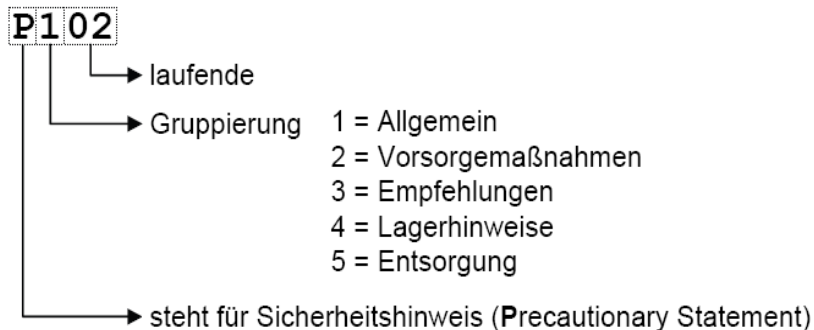 P102
laufende
Gruppierung 1 = Allgemein
2 = Vorsorgemaßnahmen
3 = Empfehlungen
4 = Lagerhinweise
5 = Entsorgung
steht für Sicherheitshinweis (Precautionary Statement)